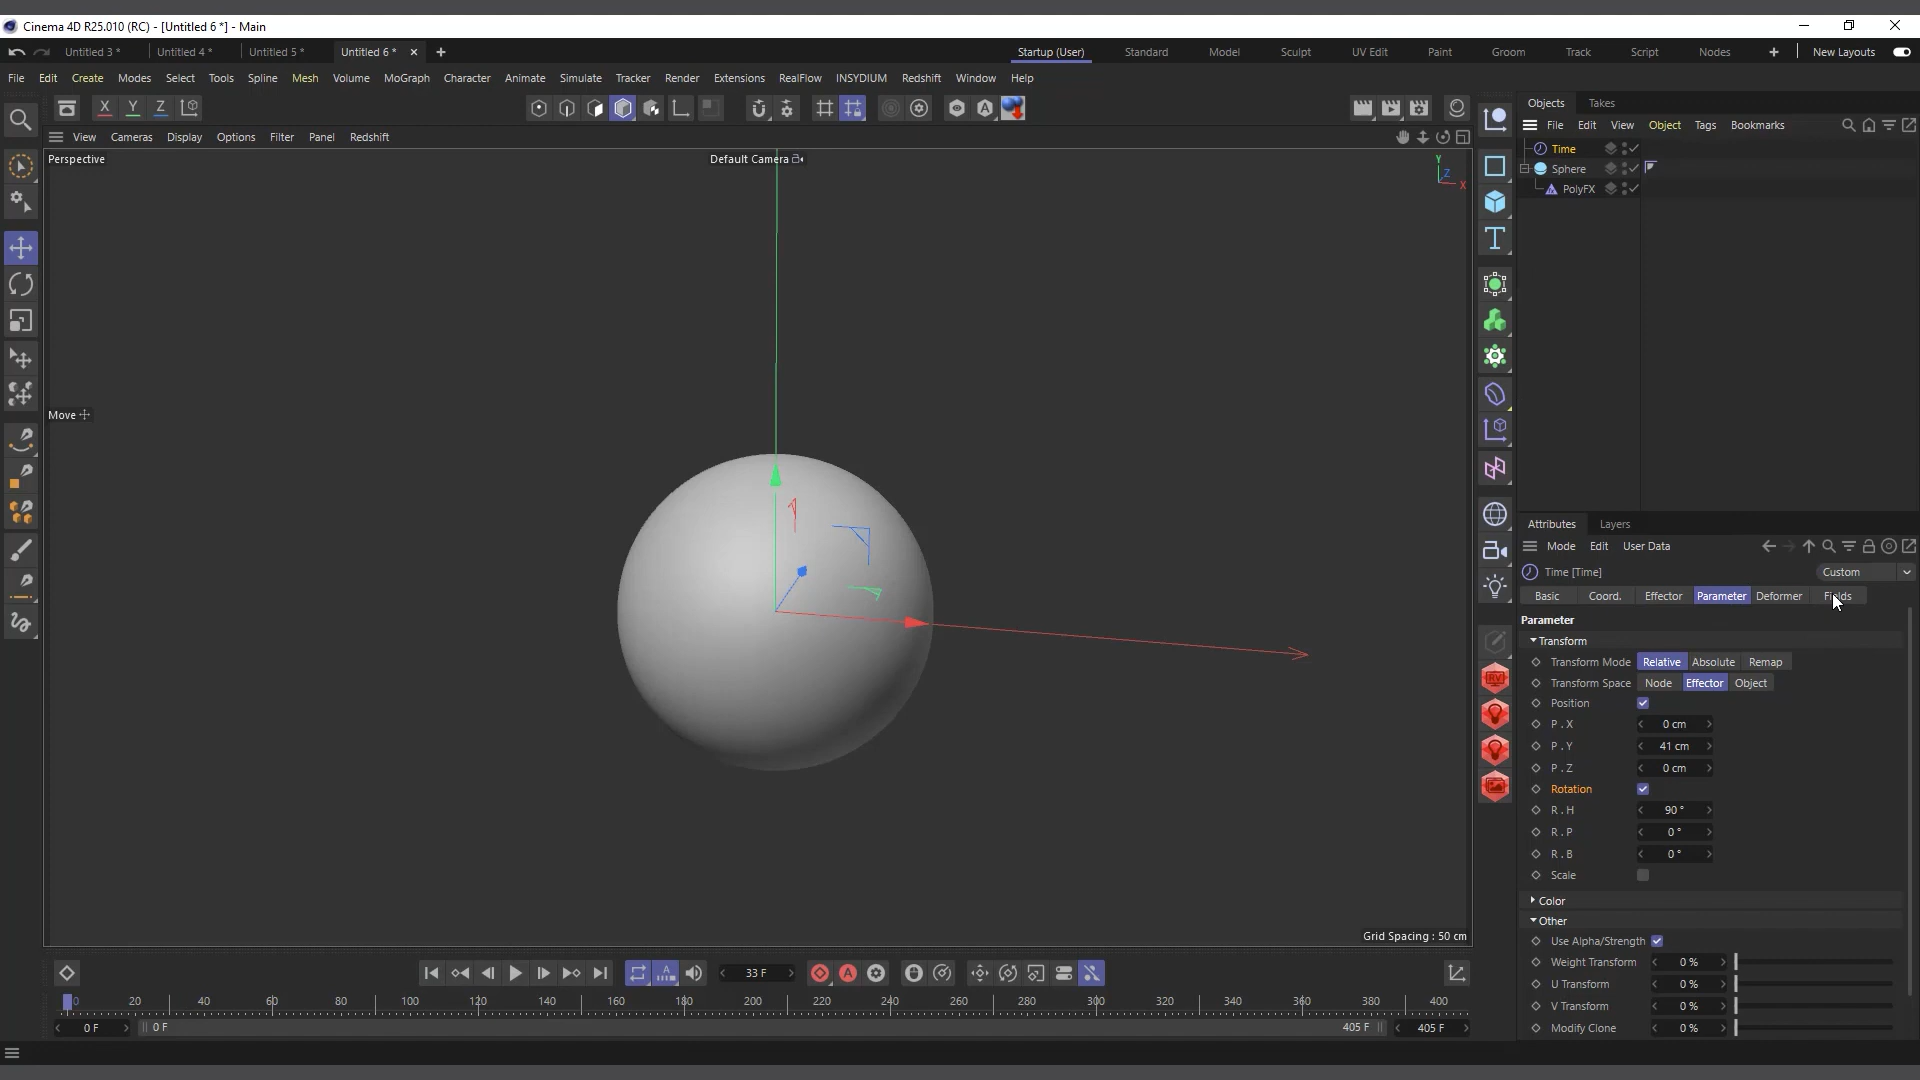 Cinema 4D R25.010 (RC) - [Untitled 6 *] - Main
Untitled 3 *
Untitled 4 *
Untitled 5 *
Untitled 6 *
Startup (User)
Standard
Model
Sculpt
UV Edit
Paint
Groom
Track
Script
Nodes
New Layouts
File Edit Create Modes Select Tools Spline Mesh Volume MoGraph Character Animate Simulate Tracker Render Extensions RealFlow INSYDIUM Redshift Window Help
X Y Z
View Cameras Display Options Filter Panel Redshift
Perspective
Default Camera
Y
Z
X
Move
Grid Spacing : 50 cm
Objects Takes
File Edit View Object Tags Bookmarks
Time
Sphere
PolyFX
Attributes Layers
Mode Edit User Data
Time [Time]
Custom
Basic Coord. Effector Parameter Deformer Fields
Parameter
Transform
Transform Mode Relative Absolute Remap
Transform Space Node Effector Object
Position
P . X 0 cm
P . Y 41 cm
P . Z 0 cm
Rotation
R . H 90 °
R . P 0 °
R . B 0 °
Scale
Color
Other
Use Alpha/Strength
Weight Transform 0 %
U Transform 0 %
V Transform 0 %
Modify Clone 0 %
33 F
0 20 40 60 80 100 120 140 160 180 200 220 240 260 280 300 320 340 360 380 400
0 F
0 F
405 F
405 F